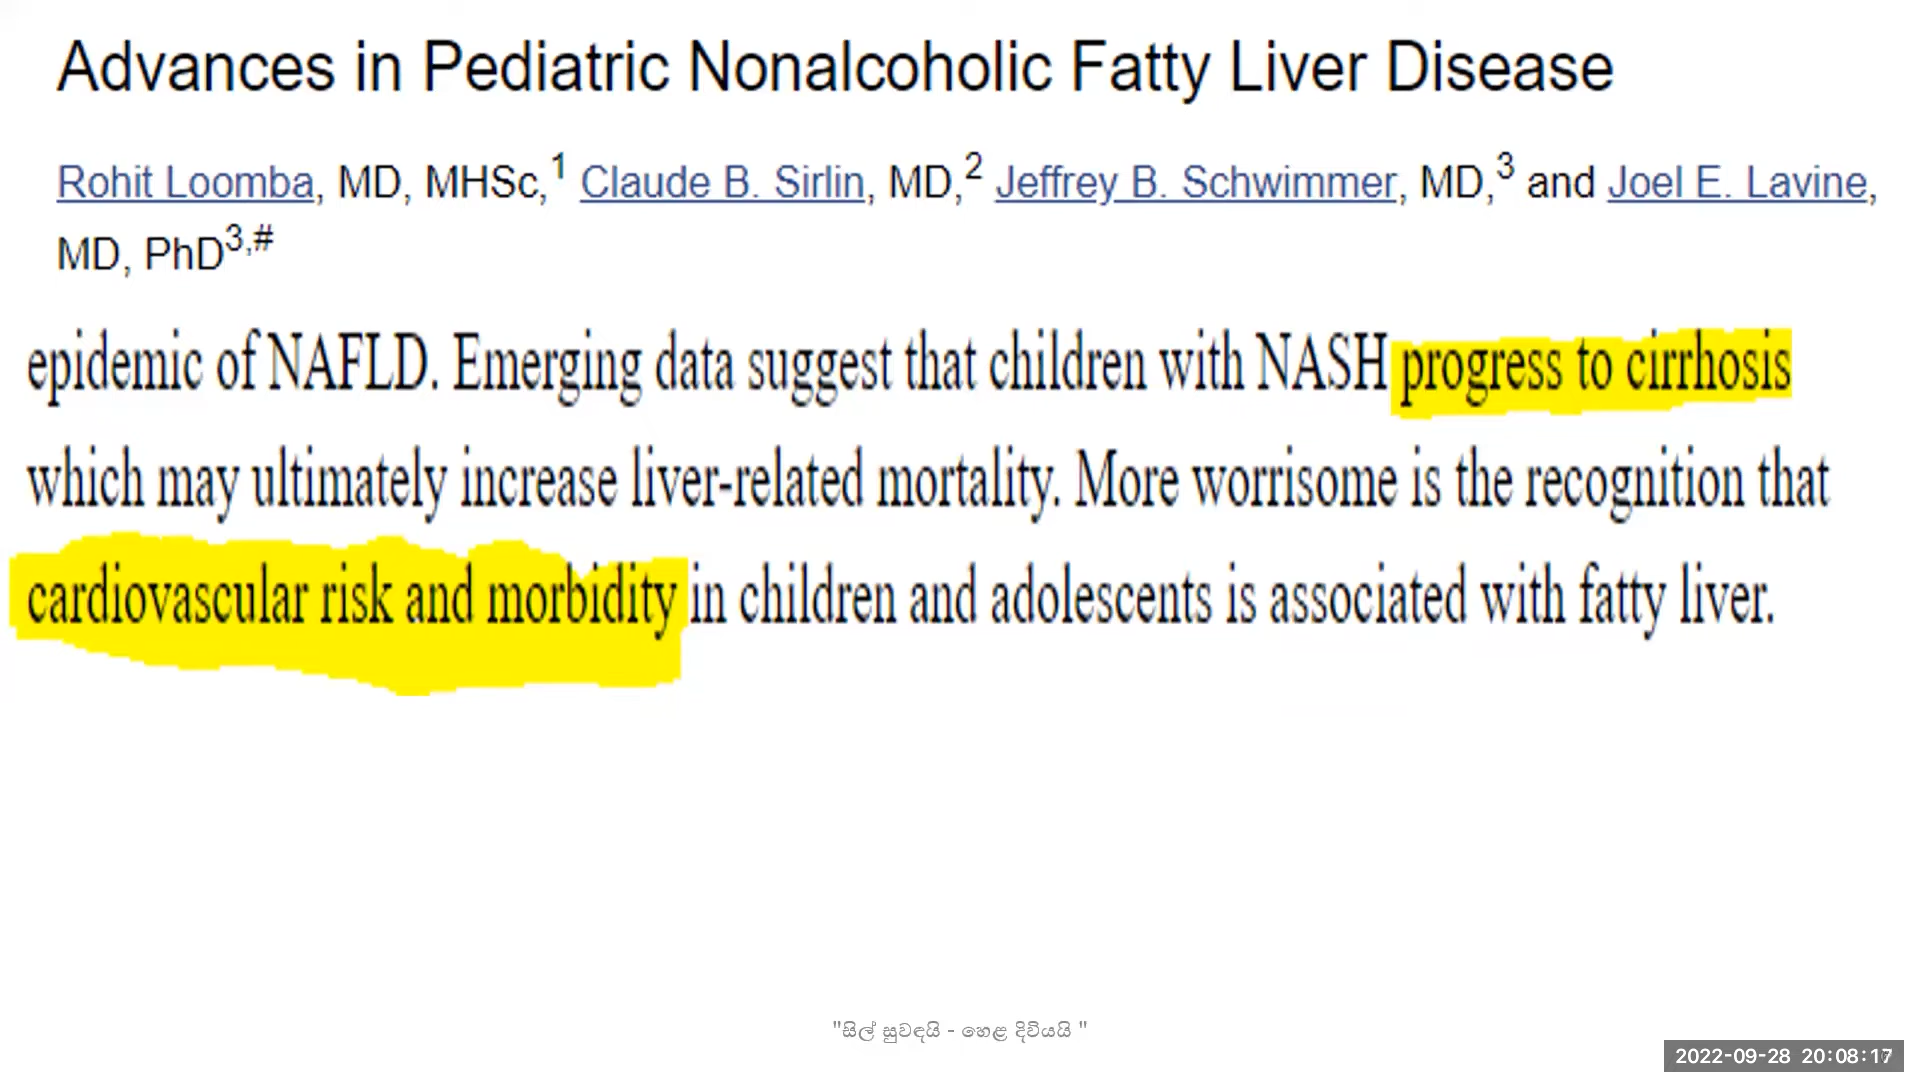 Advances in Pediatric Nonalcoholic Fatty Liver Disease
Rohit Loomba, MD, MHSc,1 Claude B. Sirlin, MD,2 Jeffrey B. Schwimmer, MD,3 and Joel E. Lavine,
MD, PhD3,#
epidemic of NAFLD. Emerging data suggest that children with NASH progress to cirrhosis
which may ultimately increase liver-related mortality. More worrisome is the recognition that
cardiovascular risk and morbidity in children and adolescents is associated with fatty liver.
"සිල් සුවඳයි - හෙළ දිවියයි "
2022-09-28 20:08:17